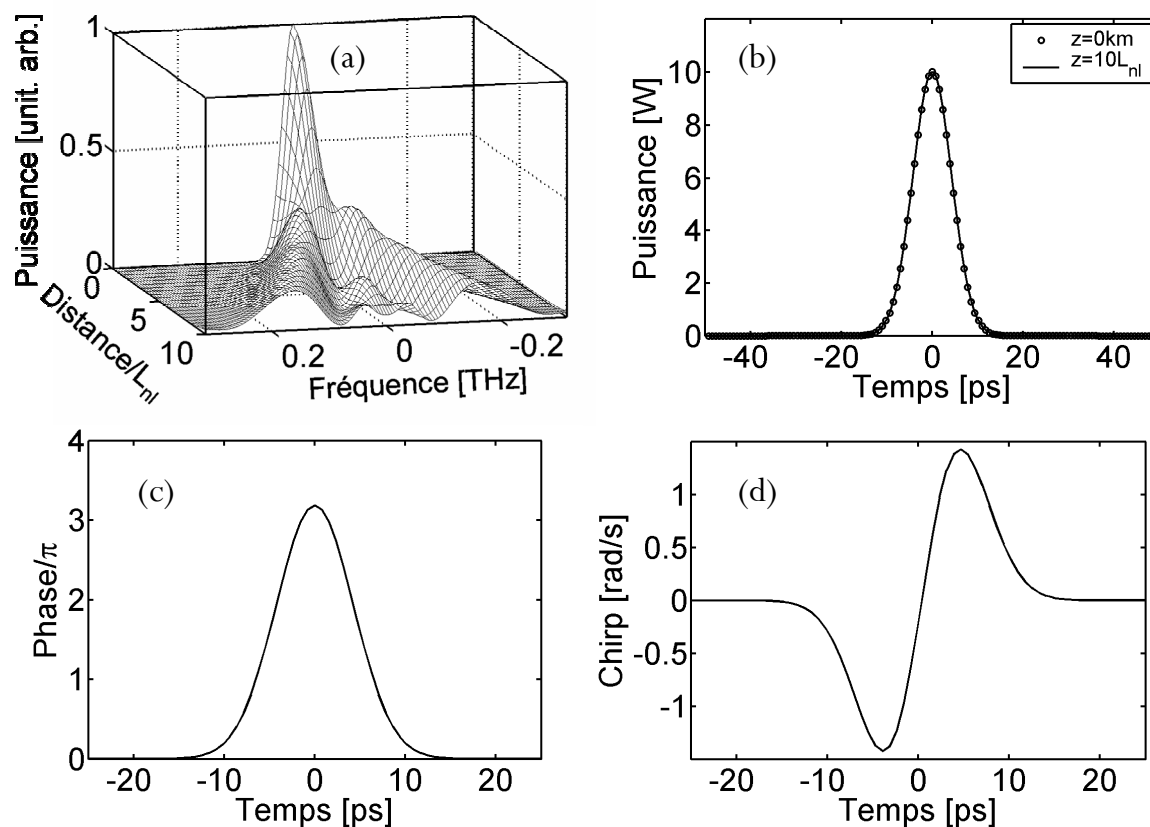 (a)
Puissance [unit. arb.]
1
0.5
0
0
5
10
Distance/Lnl
0.2
0
-0.2
Fréquence [THz]
(b)
z=0km
z=10Lnl
Puissance [W]
10
8
6
4
2
0
-40 -20 0 20 40
Temps [ps]
(c)
Phase/π
4
3
2
1
0
-20 -10 0 10 20
Temps [ps]
(d)
Chirp [rad/s]
1
0.5
0
-0.5
-1
-20 -10 0 10 20
Temps [ps]